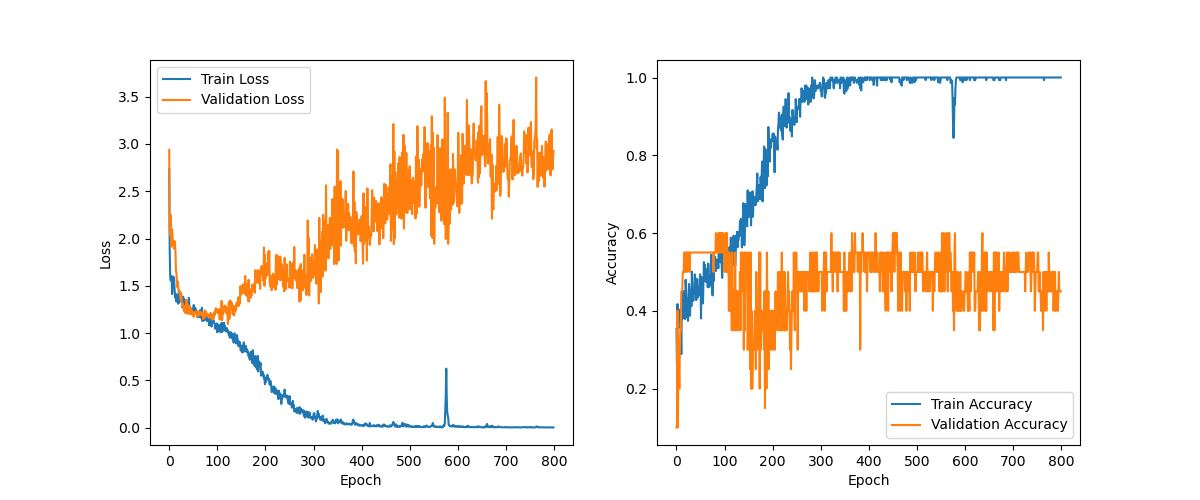 Train Loss
Validation Loss
3.5
3.0
2.5
2.0
1.5
1.0
0.5
0.0
Loss
0 100 200 300 400 500 600 700 800
Epoch
1.0
0.8
0.6
0.4
0.2
Accuracy
Train Accuracy
Validation Accuracy
0 100 200 300 400 500 600 700 800
Epoch